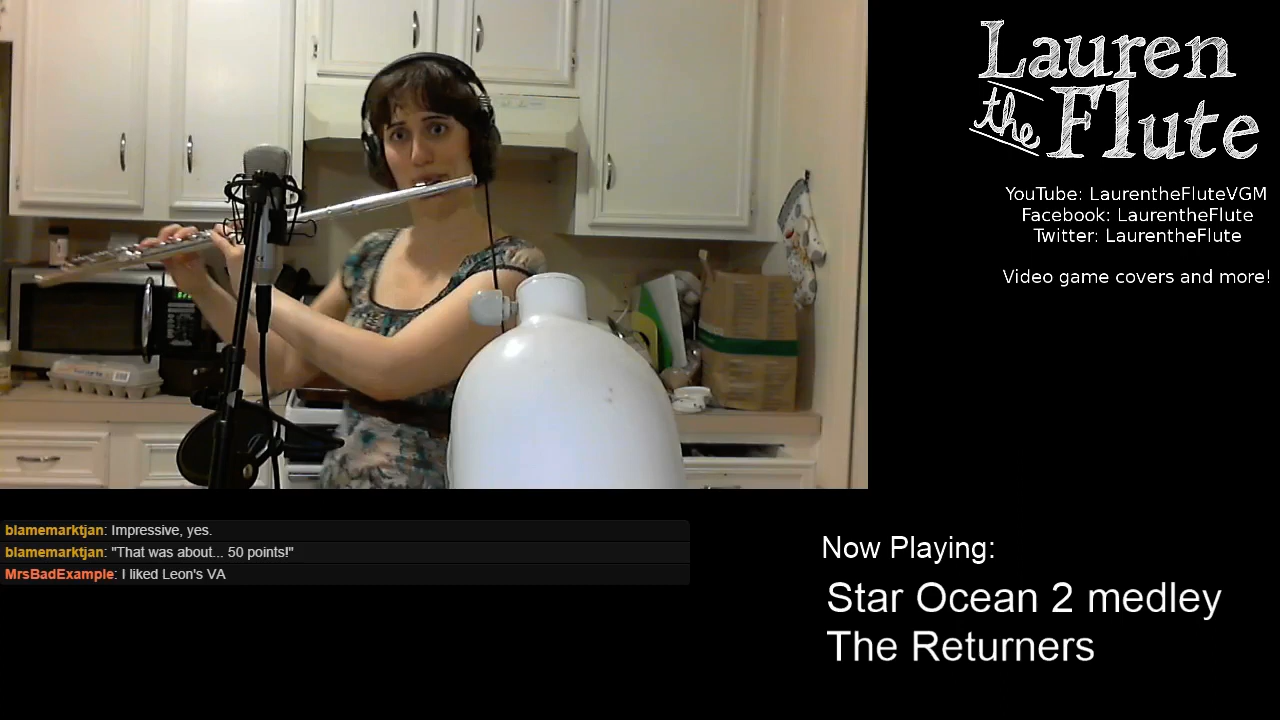 Lauren
the Flute
YouTube: LaurentheFluteVGM
Facebook: LaurentheFlute
Twitter: LaurentheFlute
Video game covers and more!
blamemarktjan: Impressive, yes.
blamemarktjan: "That was about... 50 points!"
MrsBadExample: I liked Leon's VA
Now Playing:
Star Ocean 2 medley
The Returners